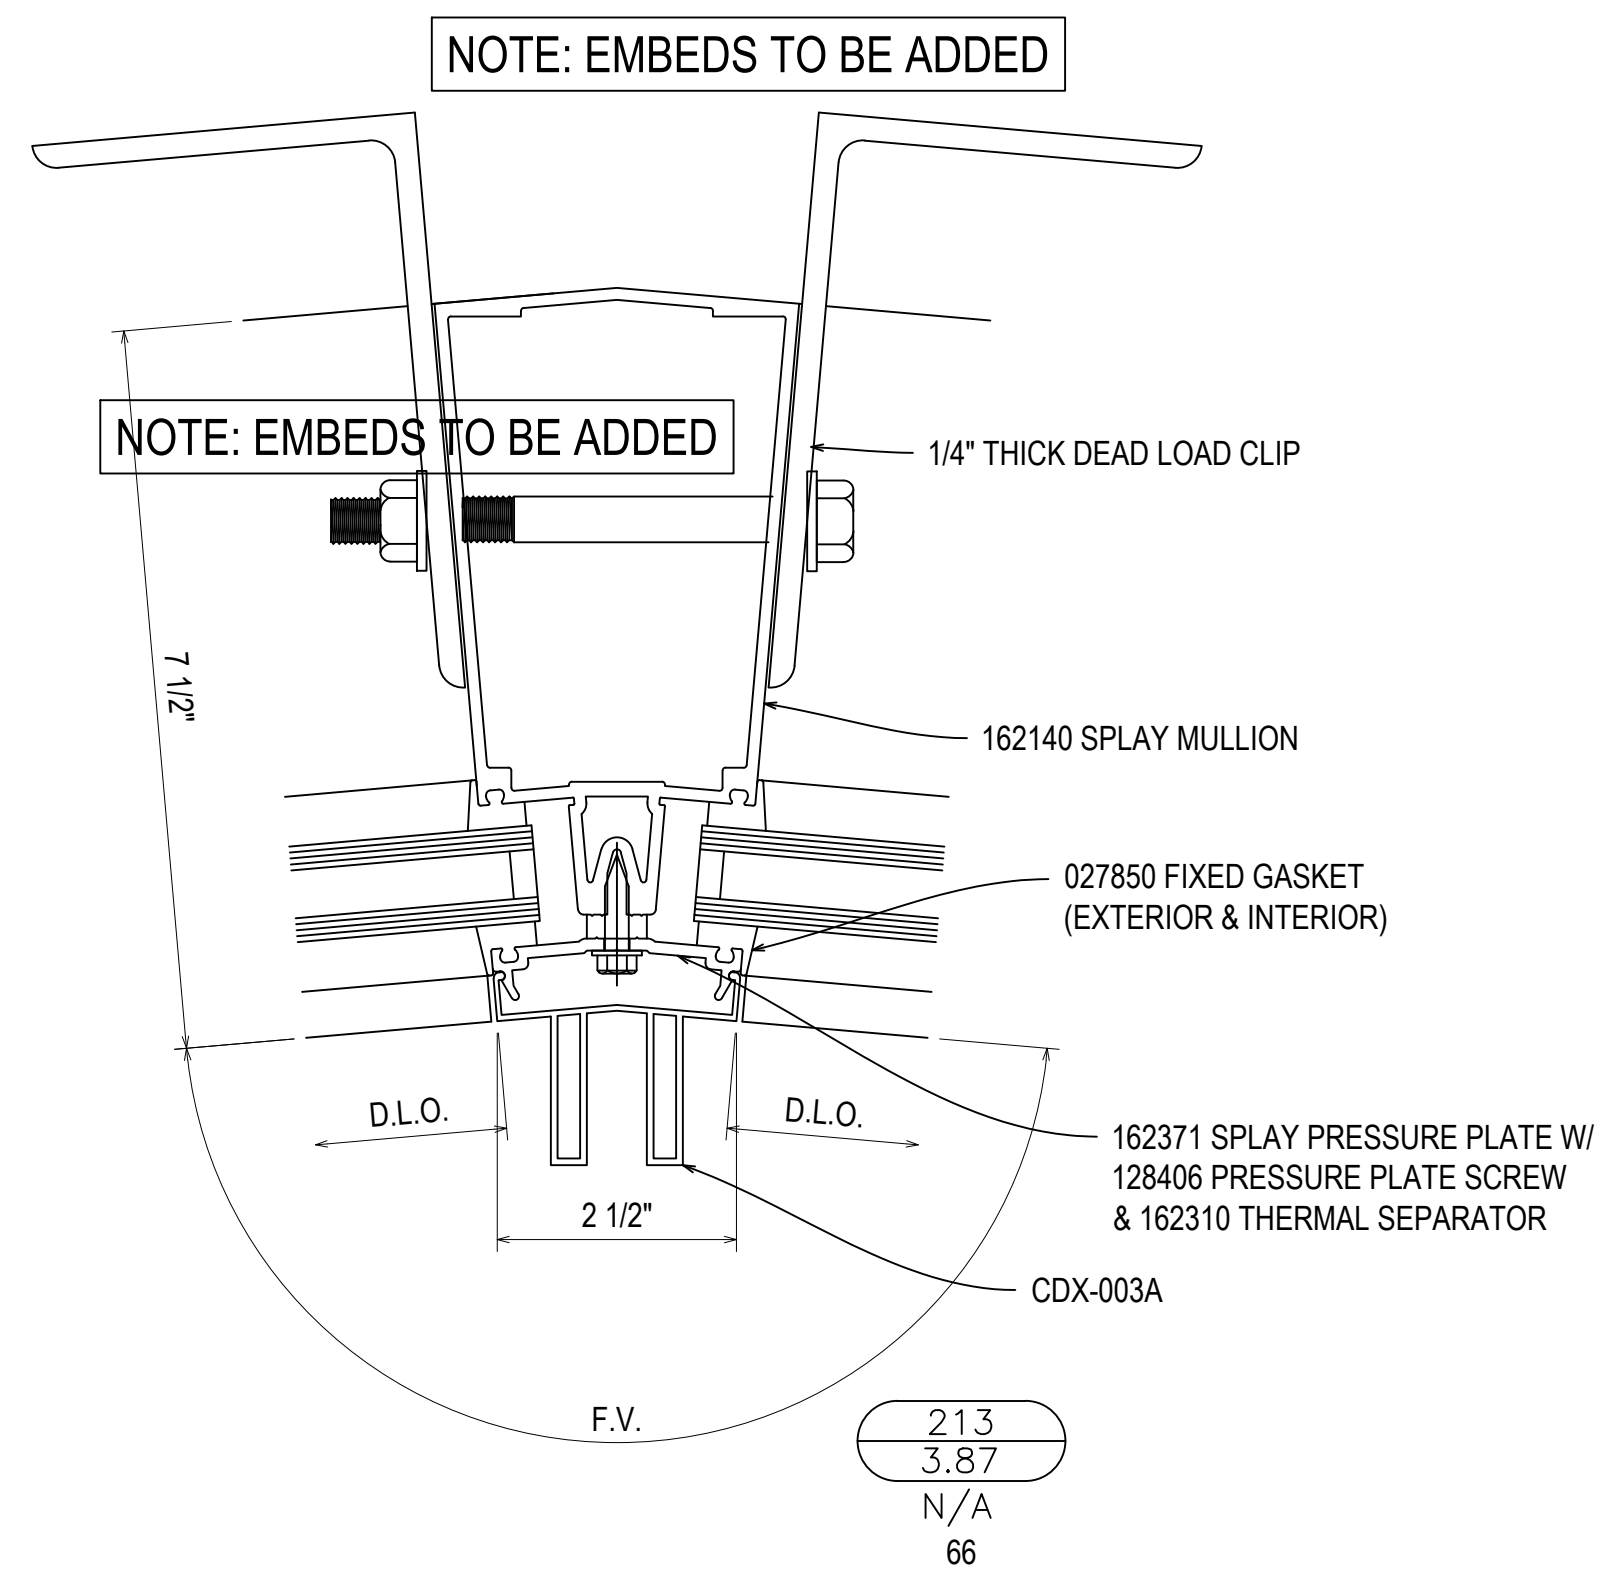 NOTE: EMBEDS TO BE ADDED
NOTE: EMBEDS TO BE ADDED
1/4" THICK DEAD LOAD CLIP
7 1/2"
162140 SPLAY MULLION
027850 FIXED GASKET
(EXTERIOR & INTERIOR)
D.L.O.
D.L.O.
162371 SPLAY PRESSURE PLATE W/
128406 PRESSURE PLATE SCREW
& 162310 THERMAL SEPARATOR
2 1/2"
CDX-003A
F.V.
213
3.87
N/A
66